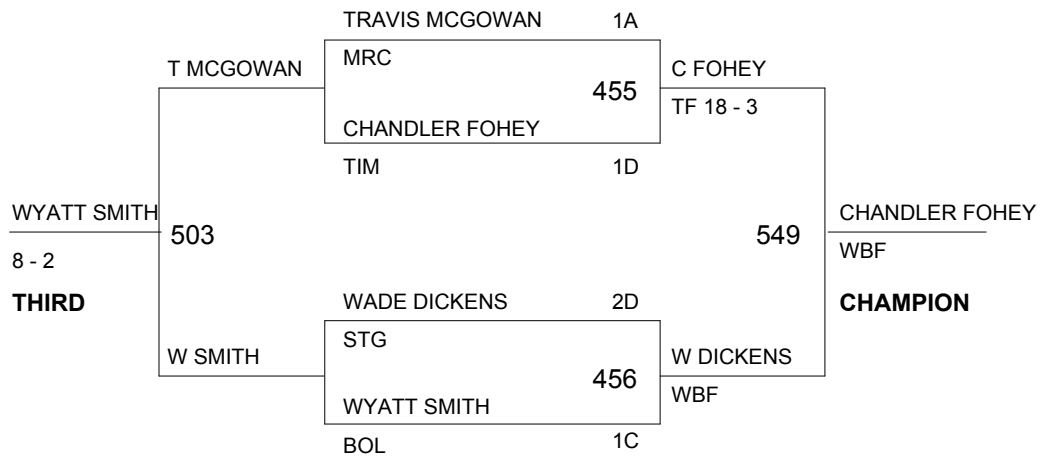 TRAVIS MCGOWAN 1A
T MCGOWAN MRC C FOHEY
455
TF 18 - 3
CHANDLER FOHEY
TIM 1D
WYATT SMITH CHANDLER FOHEY
503 549
8 - 2 WBF
THIRD WADE DICKENS 2D CHAMPION
STG
W SMITH W DICKENS
456
WBF
WYATT SMITH
BOL 1C